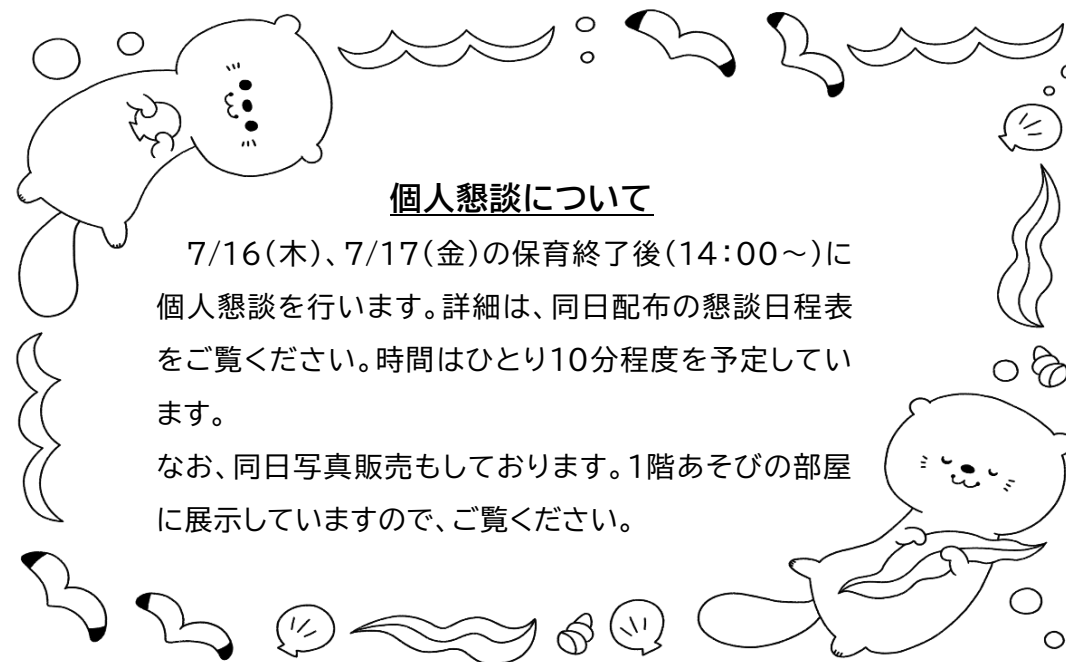 個人懇談について
　7/16(木)、7/17(金)の保育終了後(14:00～)に
個人懇談を行います。詳細は、同日配布の懇談日程表
をご覧ください。時間はひとり10分程度を予定してい
ます。
なお、同日写真販売もしております。1階あそびの部屋
に展示していますので、ご覧ください。